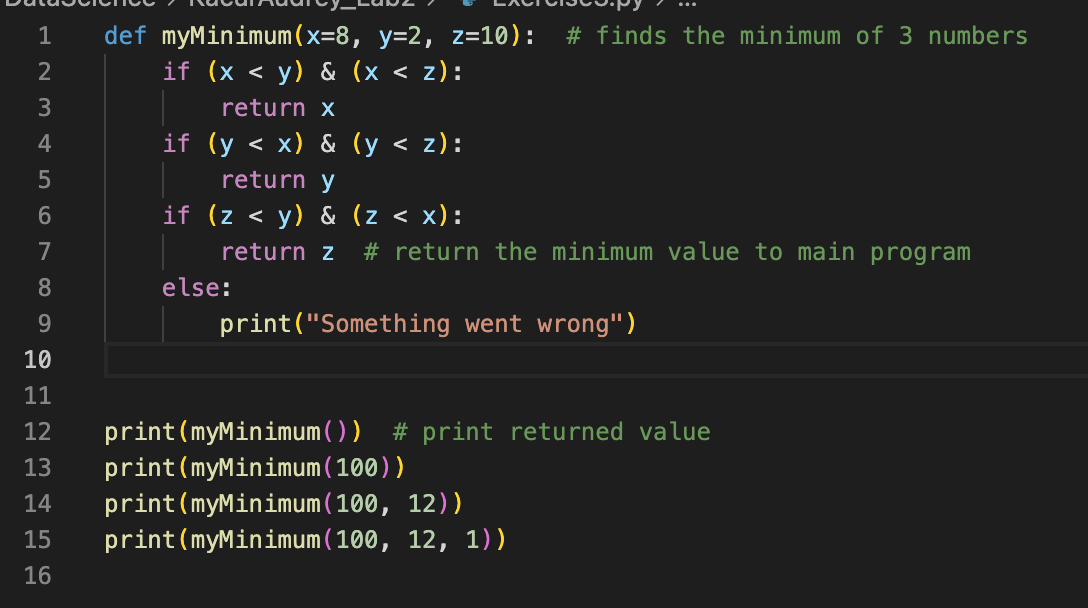 DataScience > KacurAudrey_Lab2 > Exercise3.py > ...
1 def myMinimum(x=8, y=2, z=10):  # finds the minimum of 3 numbers
2     if (x < y) & (x < z):
3         return x
4     if (y < x) & (y < z):
5         return y
6     if (z < y) & (z < x):
7         return z  # return the minimum value to main program
8     else:
9         print("Something went wrong")
10
11
12 print(myMinimum())  # print returned value
13 print(myMinimum(100))
14 print(myMinimum(100, 12))
15 print(myMinimum(100, 12, 1))
16